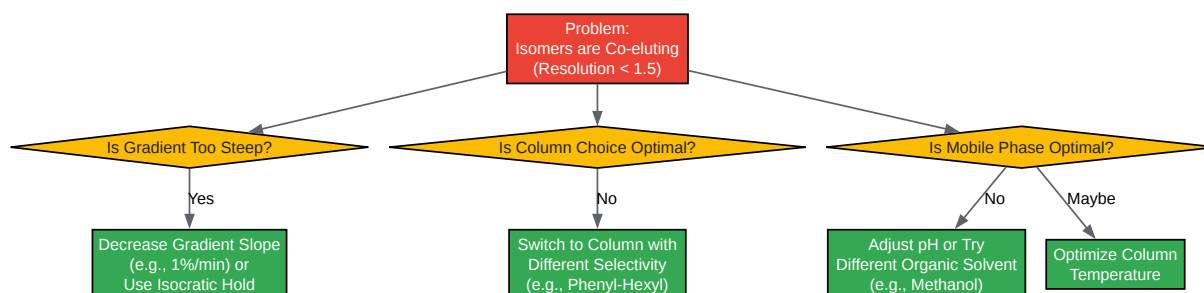 Problem:
Isomers are Co-eluting
(Resolution < 1.5)
Is Gradient Too Steep?
Is Column Choice Optimal?
Is Mobile Phase Optimal?
Yes
No
No
Maybe
Decrease Gradient Slope
(e.g., 1%/min) or
Use Isocratic Hold
Switch to Column with
Different Selectivity
(e.g., Phenyl-Hexyl)
Adjust pH or Try
Different Organic Solvent
(e.g., Methanol)
Optimize Column
Temperature